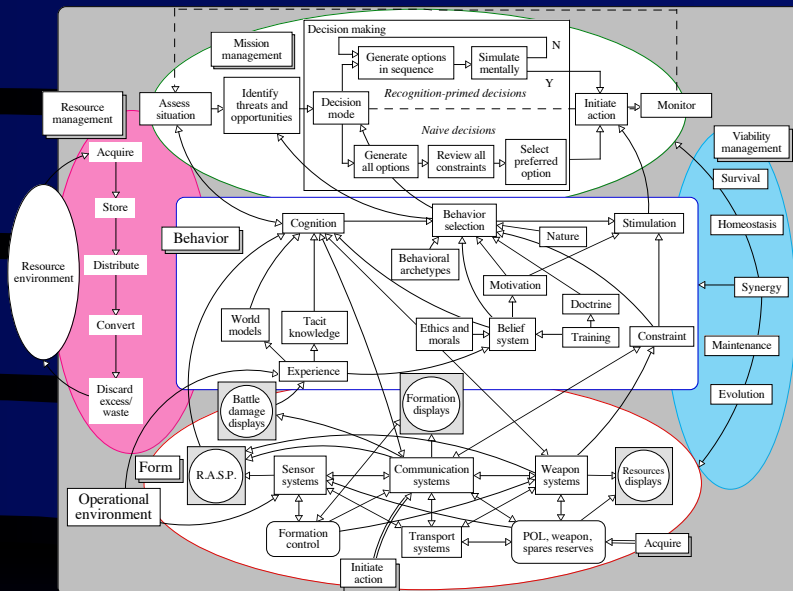 Decision making
Mission
management
Generate options
in sequence
Simulate
mentally
N
Y
Resource
management
Assess
situation
Identify
threats and
opportunities
Decision
mode
Recognition-primed decisions
Initiate
action
Monitor
Naive decisions
Generate
all options
Review all
constraints
Select
preferred
option
Viability
management
Acquire
Store
Distribute
Convert
Discard
excess/
waste
Resource
environment
Survival
Homeostasis
Synergy
Maintenance
Evolution
Behavior
Cognition
Behavior
selection
Stimulation
Nature
Behavioral
archetypes
Motivation
Doctrine
World
models
Tacit
knowledge
Ethics and
morals
Belief
system
Training
Constraint
Experience
Battle
damage
displays
Formation
displays
Form
R.A.S.P.
Sensor
systems
Communication
systems
Weapon
systems
Resources
displays
Operational
environment
Formation
control
Transport
systems
POL, weapon,
spares reserves
Acquire
Initiate
action